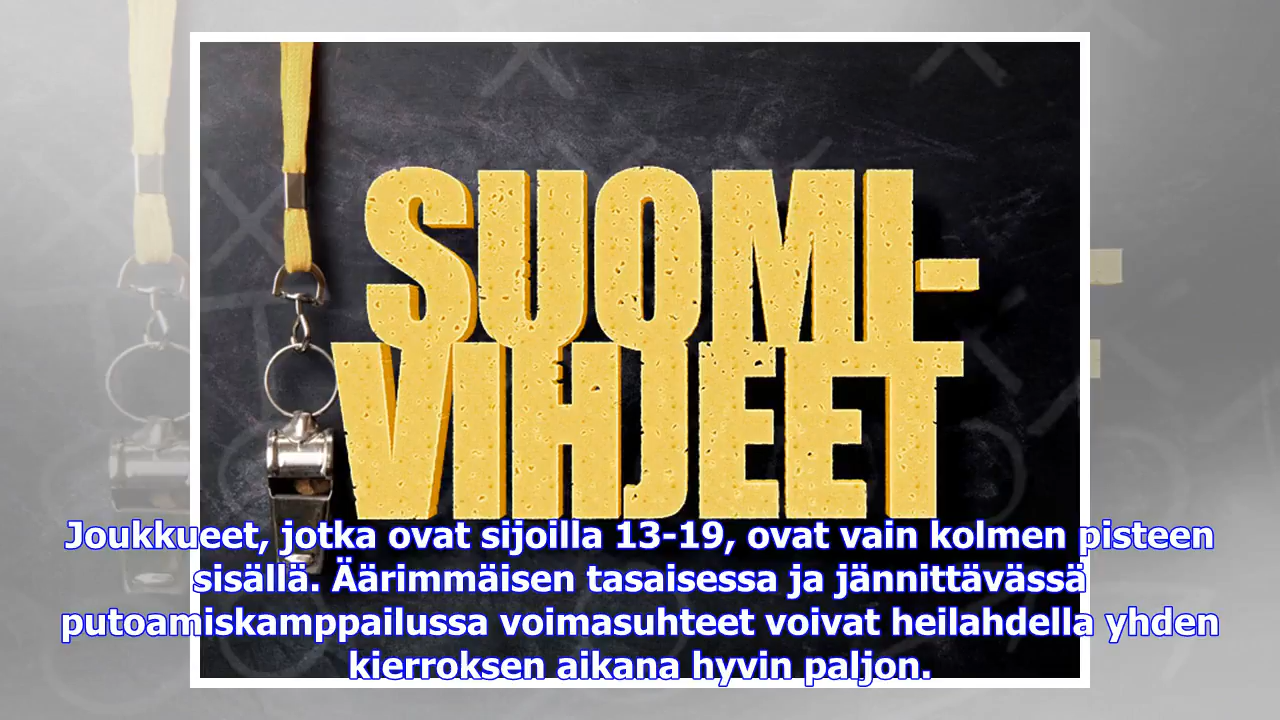 SUOMI-
VIHJEET
Joukkueet, jotka ovat sijoilla 13-19, ovat vain kolmen pisteen
sisällä. Äärimmäisen tasaisessa ja jännittävässä
putoamiskamppailussa voimasuhteet voivat heilahdella yhden
kierroksen aikana hyvin paljon.